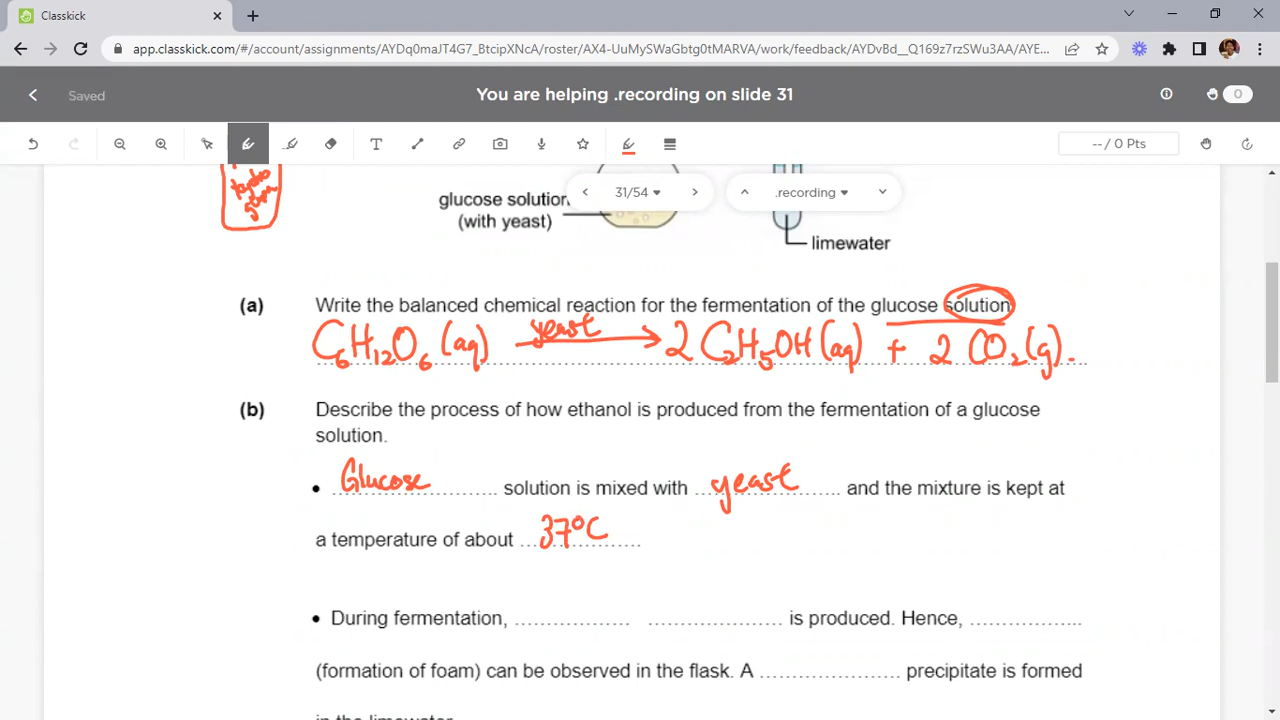 Classkick
app.classkick.com/#/account/assignments/AYDq0maJT4G7_BtcipXNcA/roster/AX4-UuMySWaGbtg0tMARVA/work/feedback/AYDvBd__Q169z7rzSWu3AA/AYE...
Saved
You are helping .recording on slide 31
0
T
-- / 0 Pts
31/54
.recording
glucose solution
(with yeast)
limewater
(a) Write the balanced chemical reaction for the fermentation of the glucose solution
yeast
C₆H₁₂O₆ (aq) → 2 C₂H₅OH (aq) + 2 CO₂ (g).
(b) Describe the process of how ethanol is produced from the fermentation of a glucose
solution.
• Glucose solution is mixed with yeast and the mixture is kept at
a temperature of about 37°C
• During fermentation, .................. ..................... is produced. Hence, .................
(formation of foam) can be observed in the flask. A ..................... precipitate is formed
in the limewater